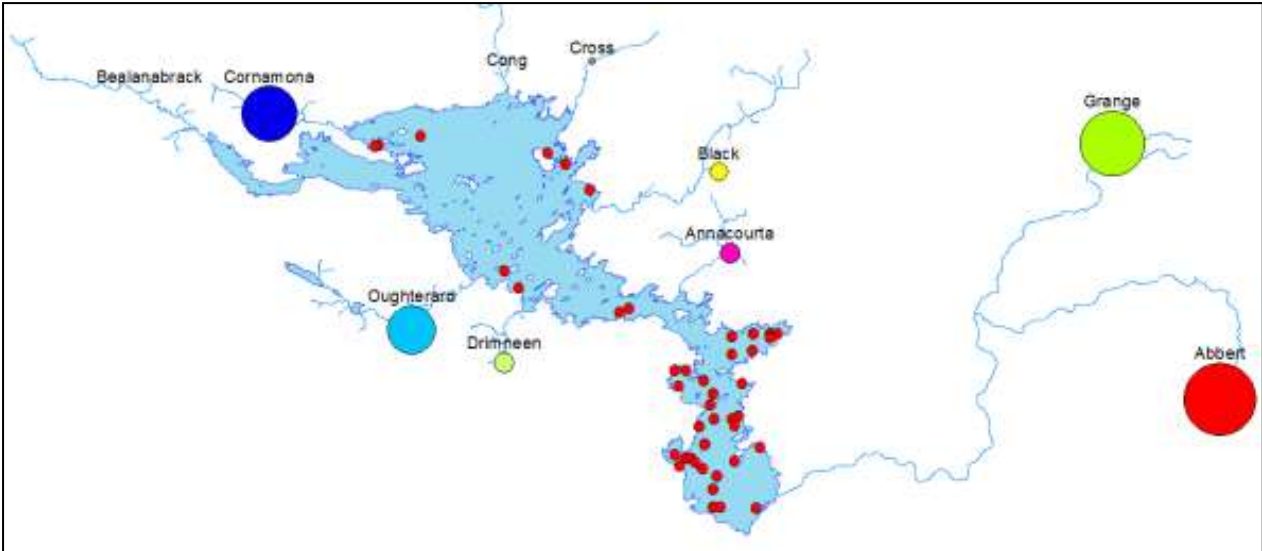 Cross
Cong
Bealanabrack
Cornamona
Grange
Black
Annacourta
Oughterard
Drimneen
Abbert